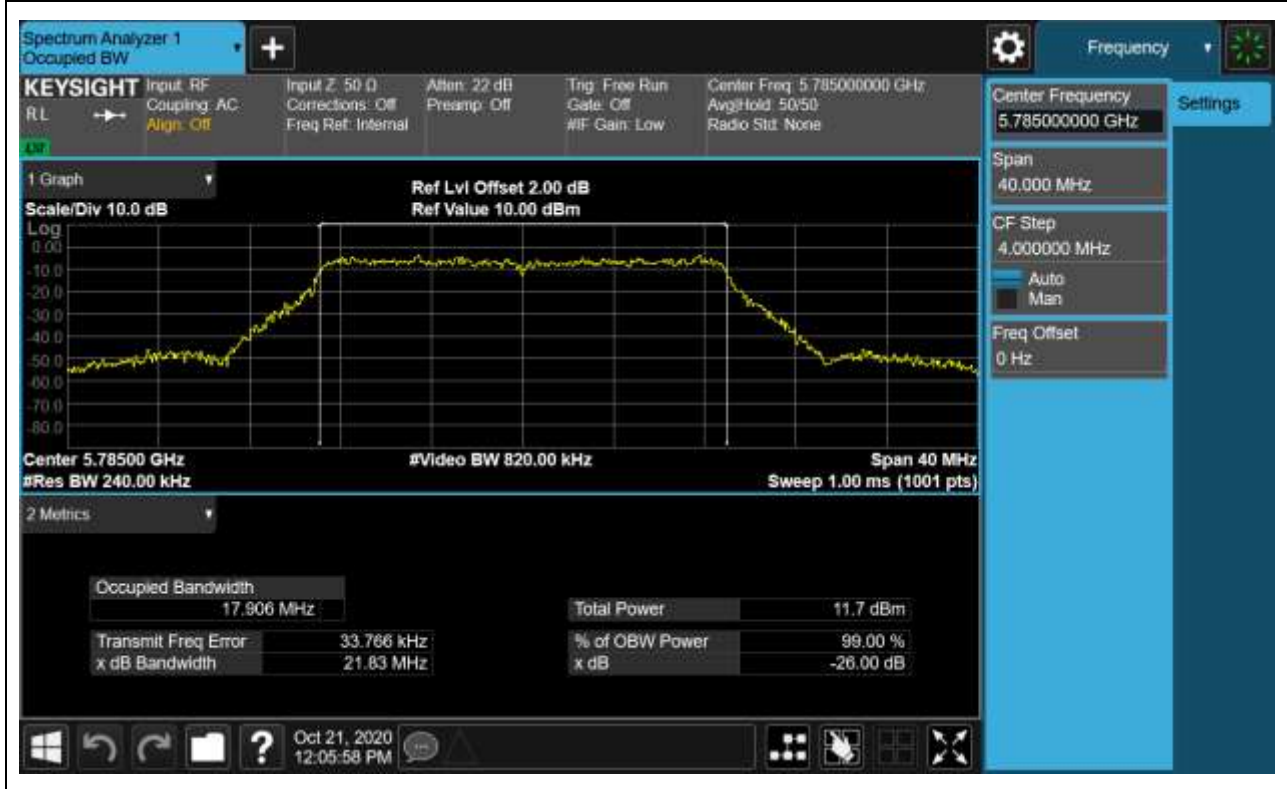 Spectrum Analyzer 1
Occupied BW
Frequency
KEYSIGHT
RL
Input: RF
Coupling: AC
Align: Off
Input Z: 50 Ω
Corrections: Off
Freq Ref: Internal
Atten: 22 dB
Preamp: Off
Trig: Free Run
Gate: Off
#IF Gain: Low
Center Freq: 5.785000000 GHz
Avg|Hold: 50/50
Radio Std: None
Center Frequency
5.785000000 GHz
Settings
Span
40.000 MHz
CF Step
4.000000 MHz
Auto
Man
Freq Offset
0 Hz
1 Graph
Scale/Div 10.0 dB
Ref Lvl Offset 2.00 dB
Ref Value 10.00 dBm
Log
0.00
-10.0
-20.0
-30.0
-40.0
-50.0
-60.0
-70.0
-80.0
Center 5.78500 GHz
#Video BW 820.00 kHz
Span 40 MHz
#Res BW 240.00 kHz
Sweep 1.00 ms (1001 pts)
2 Metrics
Occupied Bandwidth
17.906 MHz
Total Power 11.7 dBm
Transmit Freq Error 33.766 kHz
% of OBW Power 99.00 %
x dB Bandwidth 21.83 MHz
x dB -26.00 dB
?
Oct 21, 2020
12:05:58 PM